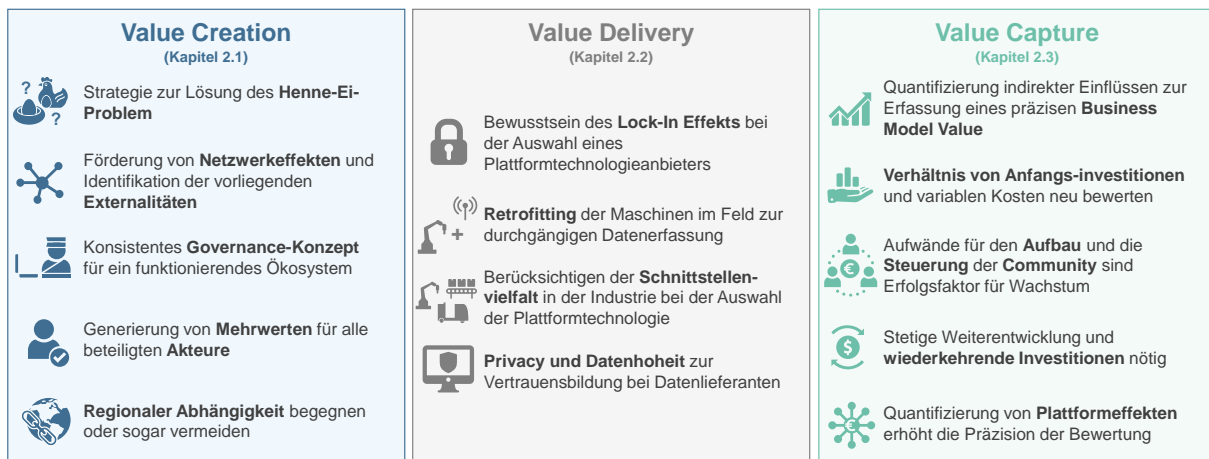 Value Creation
(Kapitel 2.1)
? ?
Strategie zur Lösung des Henne-Ei-
Problem
Förderung von Netzwerkeffekten und
Identifikation der vorliegenden
Externalitäten
Konsistentes Governance-Konzept
für ein funktionierendes Ökosystem
Generierung von Mehrwerten für alle
beteiligten Akteure
Regionaler Abhängigkeit begegnen
oder sogar vermeiden
Value Delivery
(Kapitel 2.2)
Bewusstsein des Lock-In Effekts bei
der Auswahl eines
Plattformtechnologieanbieters
+
Retrofitting der Maschinen im Feld zur
durchgängigen Datenerfassung
Berücksichtigen der Schnittstellen-
vielfalt in der Industrie bei der Auswahl
der Plattformtechnologie
Privacy und Datenhoheit zur
Vertrauensbildung bei Datenlieferanten
Value Capture
(Kapitel 2.3)
Quantifizierung indirekter Einflüssen zur
Erfassung eines präzisen Business
Model Value
Verhältnis von Anfangs-investitionen
und variablen Kosten neu bewerten
€
Aufwände für den Aufbau und die
Steuerung der Community sind
Erfolgsfaktor für Wachstum
$
Stetige Weiterentwicklung und
wiederkehrende Investitionen nötig
€
Quantifizierung von Plattformeffekten
erhöht die Präzision der Bewertung